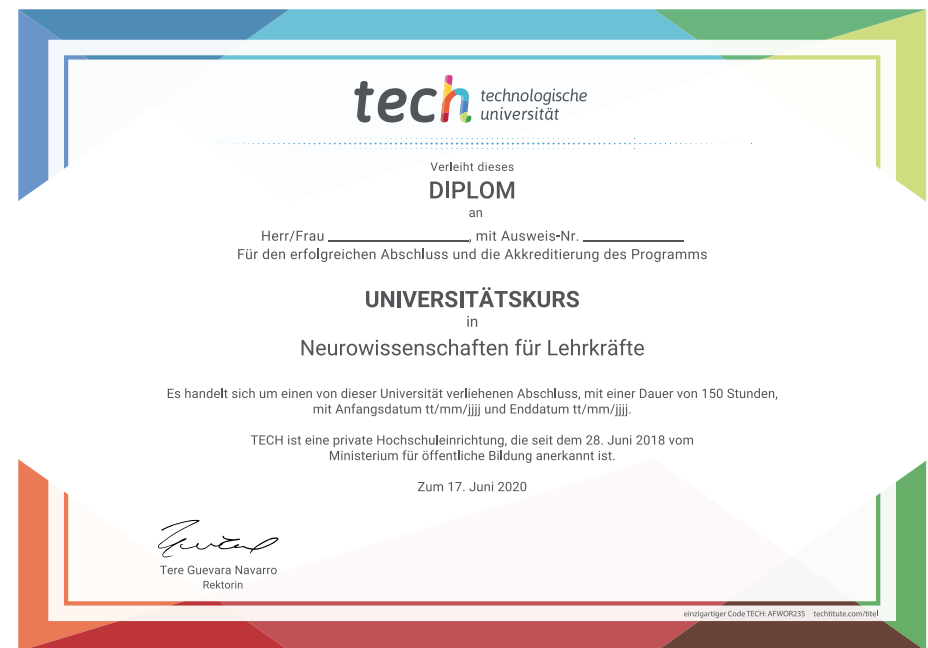 tech technologische
universität
Verleiht dieses
DIPLOM
an
Herr/Frau ____________________, mit Ausweis-Nr. ______________
Für den erfolgreichen Abschluss und die Akkreditierung des Programms
UNIVERSITÄTSKURS
in
Neurowissenschaften für Lehrkräfte
Es handelt sich um einen von dieser Universität verliehenen Abschluss, mit einer Dauer von 150 Stunden,
mit Anfangsdatum tt/mm/jjjj und Enddatum tt/mm/jjjj.
TECH ist eine private Hochschuleinrichtung, die seit dem 28. Juni 2018 vom
Ministerium für öffentliche Bildung anerkannt ist.
Zum 17. Juni 2020
Tere Guevara Navarro
Rektorin
einzigartiger Code TECH: AFWOR23S techtitute.com/titel